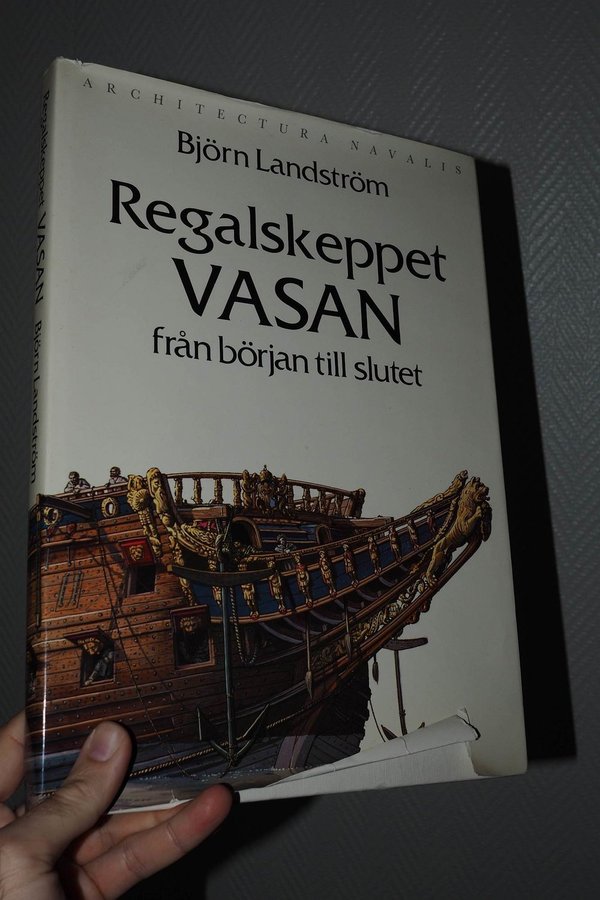 ARCHITECTURA NAVALIS
Björn Landström
Regalskeppet
VASAN
från början till slutet
Regalskeppet VASAN Björn Landström